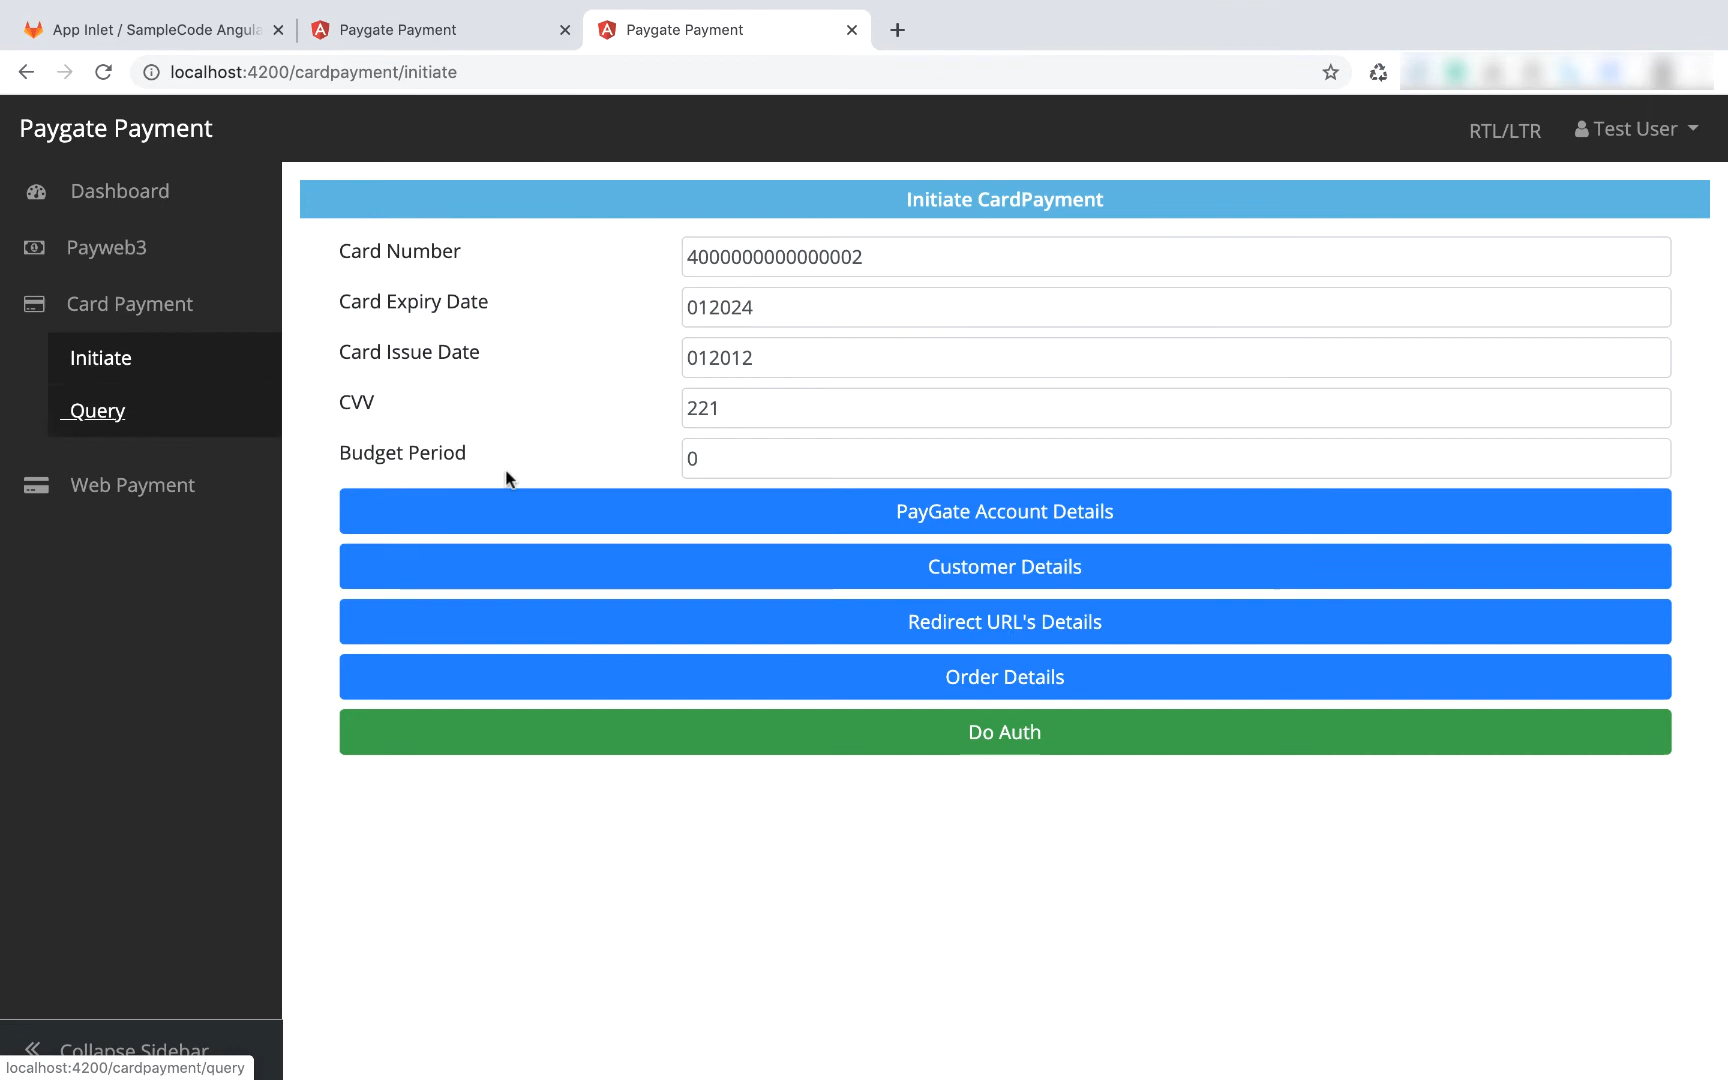 App Inlet / SampleCode Angula
Paygate Payment
Paygate Payment
localhost:4200/cardpayment/initiate
Paygate Payment
RTL/LTR
Test User
Dashboard
Payweb3
Card Payment
Initiate
Query
Web Payment
Collapse Sidebar
localhost:4200/cardpayment/query
Initiate CardPayment
Card Number
4000000000000002
Card Expiry Date
012024
Card Issue Date
012012
CVV
221
Budget Period
0
PayGate Account Details
Customer Details
Redirect URL's Details
Order Details
Do Auth